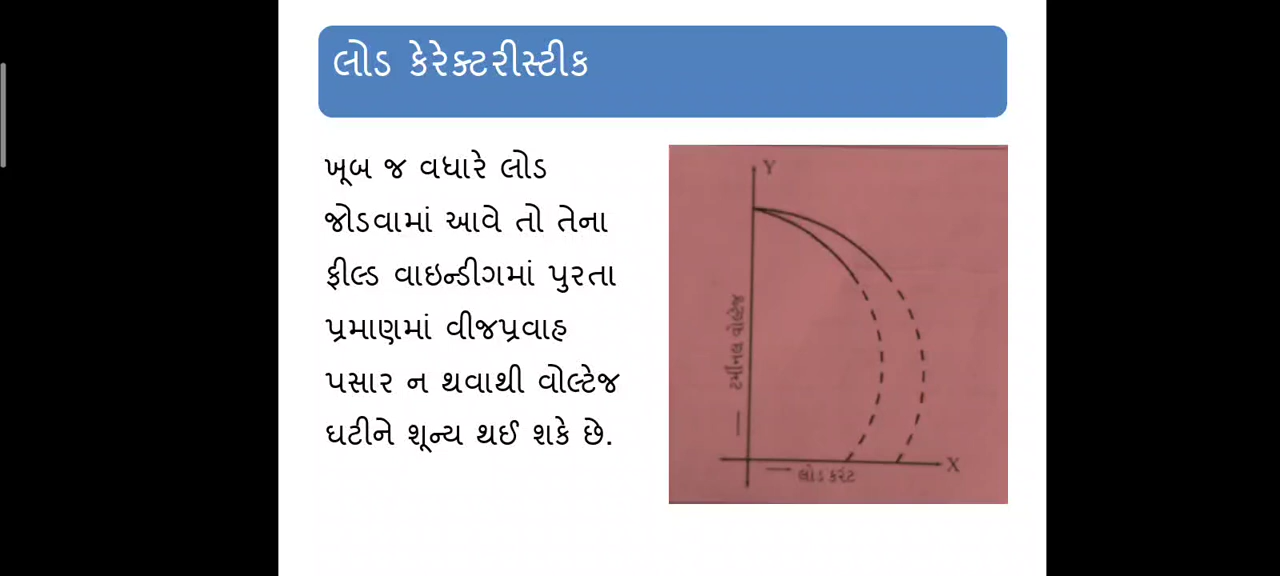 લોડ કેરેક્ટરીસ્ટીક
ખૂબ જ વધારે લોડ
જોડવામાં આવે તો તેના
ફીલ્ડ વાઇન્ડીગમાં પુરતા
પ્રમાણમાં વીજપ્રવાહ
પસાર ન થવાથી વોલ્ટેજ
ઘટીને શૂન્ય થઈ શકે છે.
Y
ટર્મીનલ વોલ્ટેજ
X
લોડ કરંટ